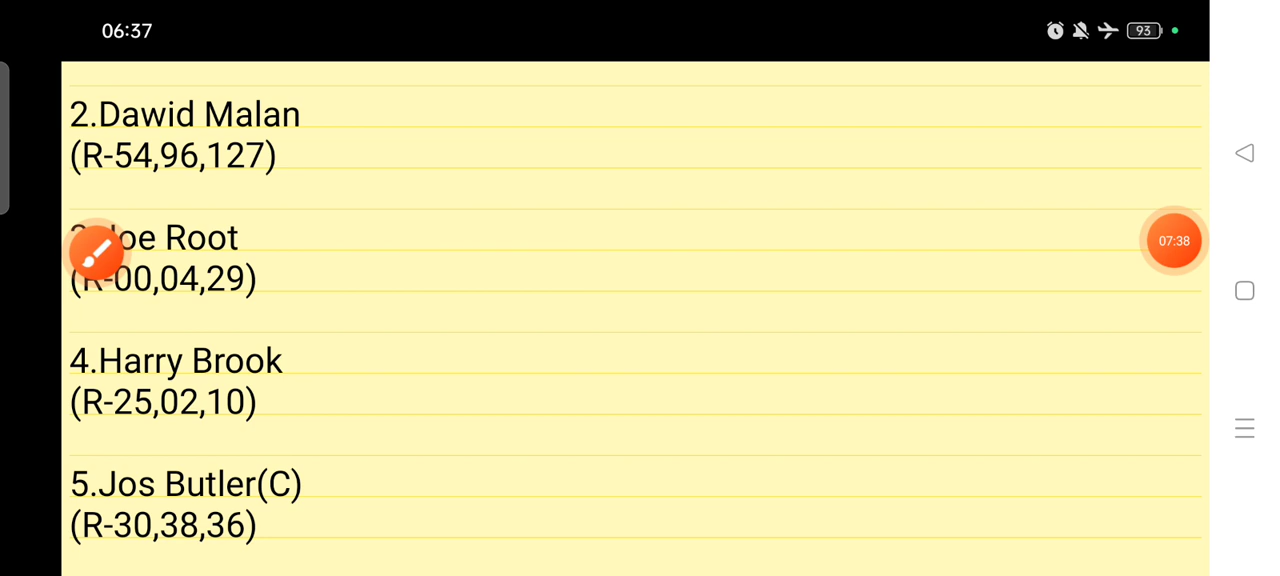 06:37
93
2.Dawid Malan
(R-54,96,127)
Joe Root
(R-00,04,29)
07:38
4.Harry Brook
(R-25,02,10)
5.Jos Butler(C)
(R-30,38,36)